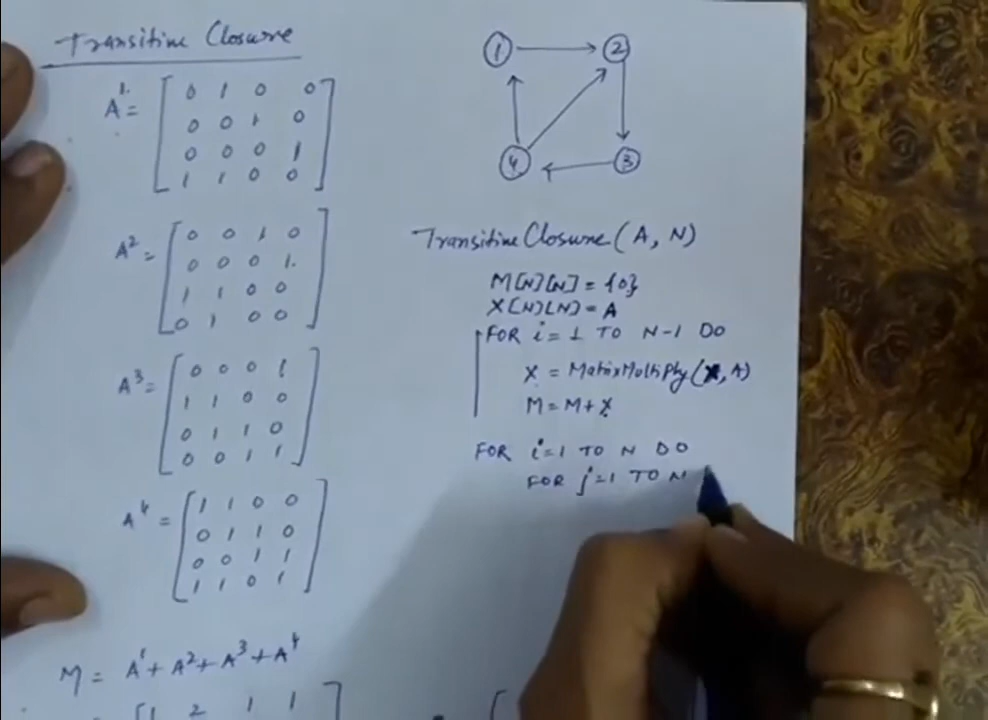 Transitive Closure
A¹ = [ 0 1 0 0
0 0 1 0
0 0 0 1
1 1 0 0 ]
A² = [ 0 0 1 0
0 0 0 1.
1 1 0 0
0 1 0 0 ]
A³ = [ 0 0 0 1
1 1 0 0
0 1 1 0
0 0 1 1 ]
A⁴ = [ 1 1 0 0
0 1 1 0
0 0 1 1
1 1 0 1 ]
M = A¹ + A² + A³ + A⁴
= [ 1 2 1 1 ]
1 2
4 3
Transitive Closure (A, N)
M[N][N] = {0}
X[N][N] = A
FOR i = 1 TO N-1 DO
X = MatrixMultiply(X, A)
M = M + X
FOR i=1 TO N DO
FOR j=1 TO N